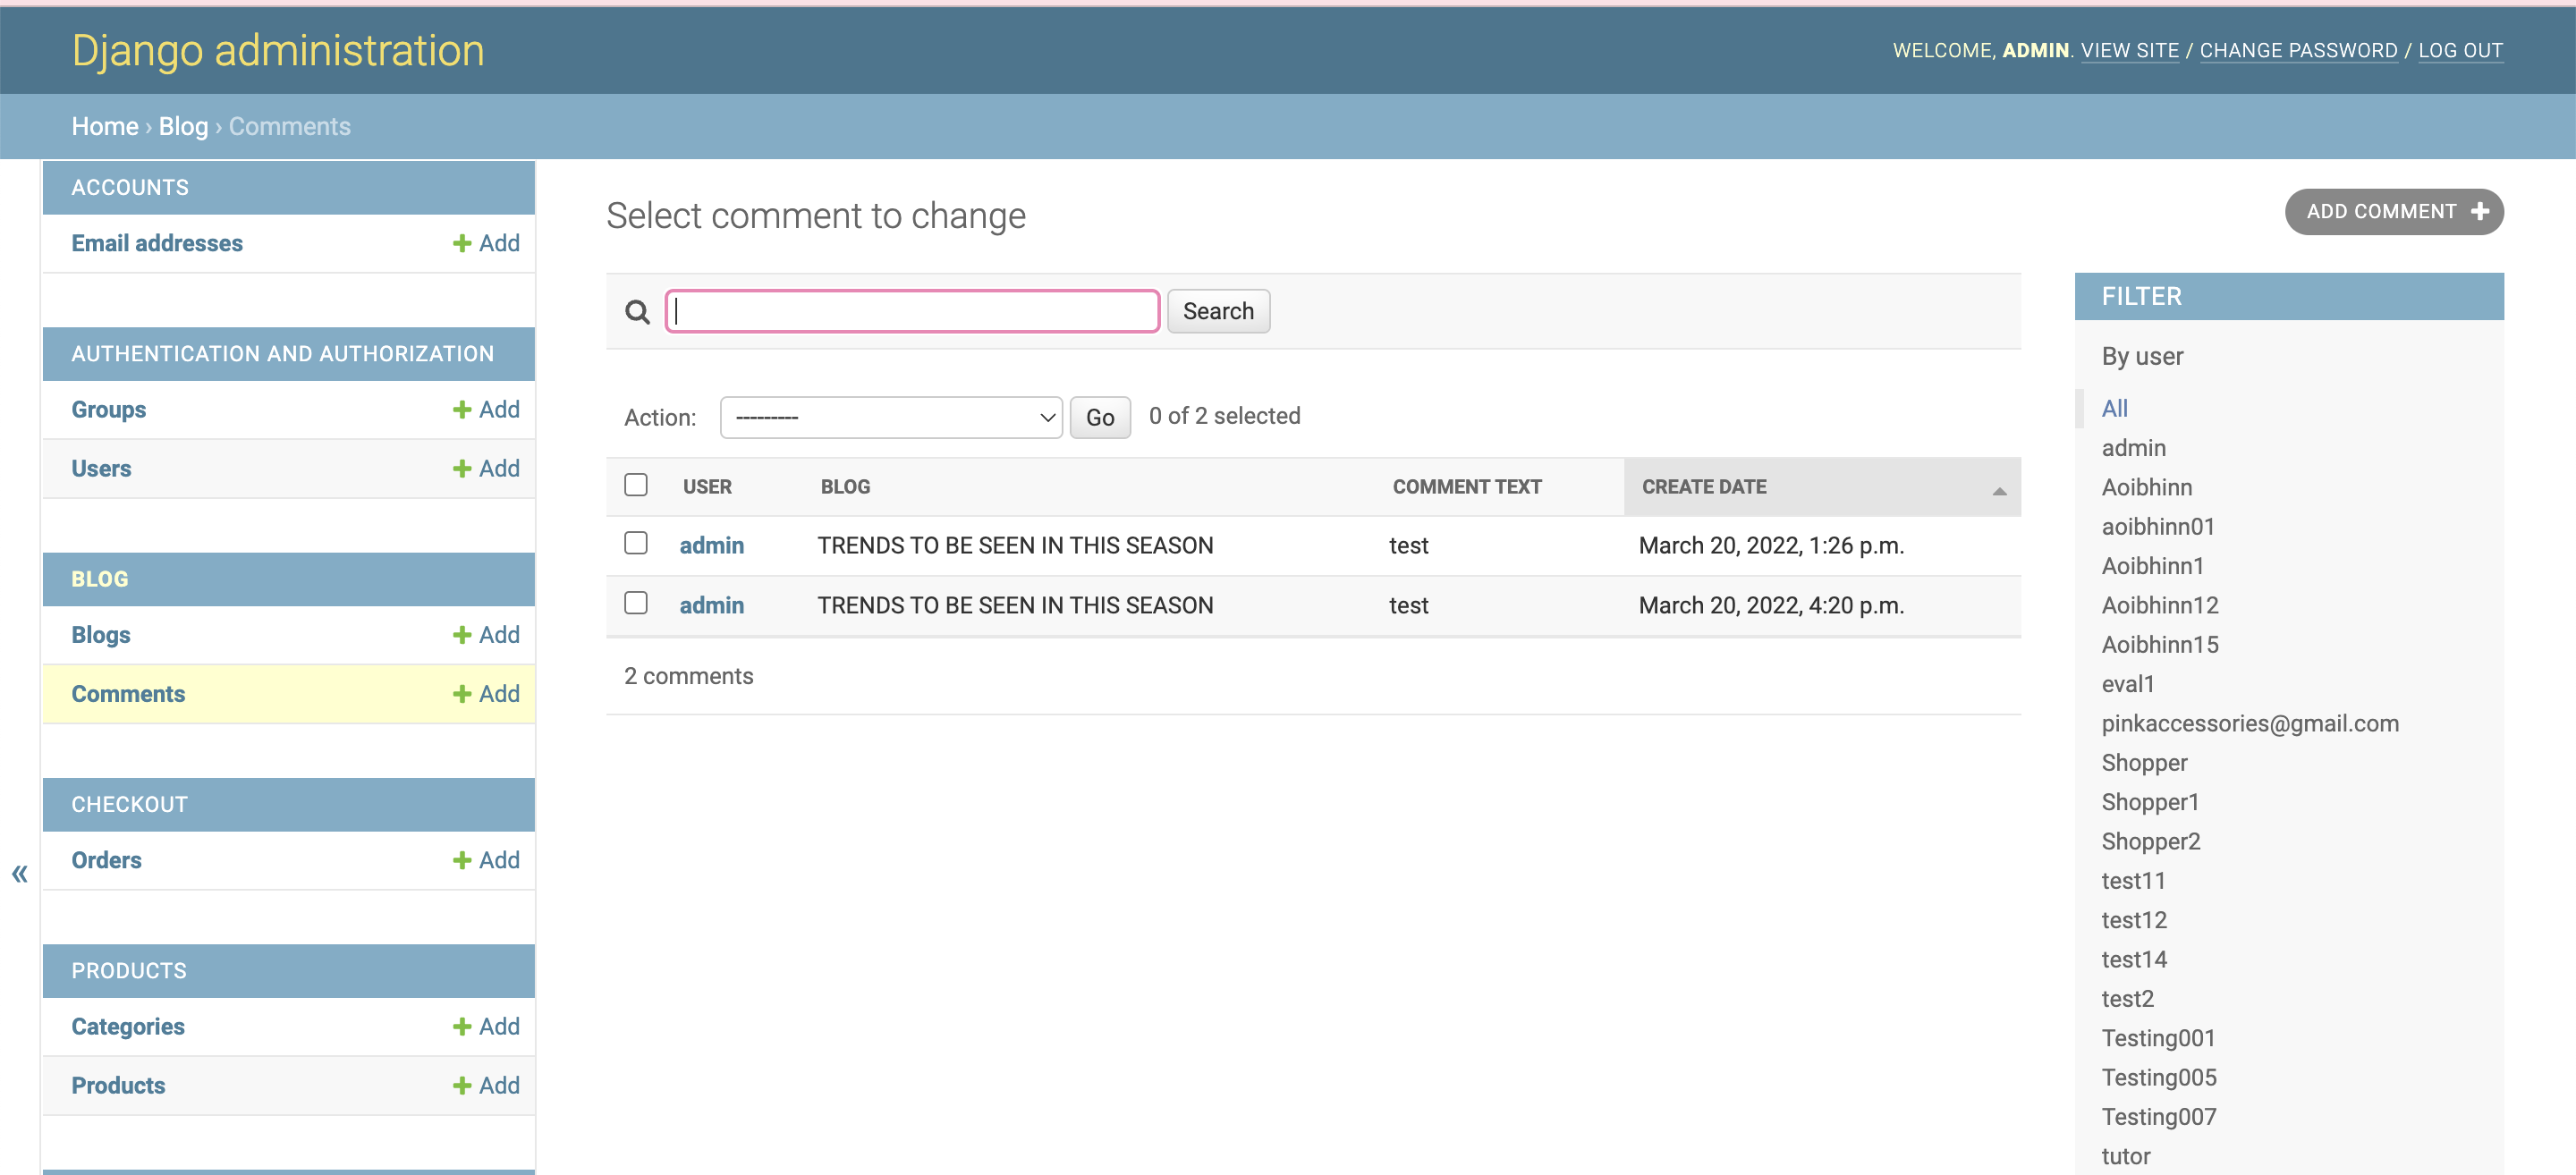 Django administration
WELCOME, ADMIN. VIEW SITE / CHANGE PASSWORD / LOG OUT
Home › Blog › Comments
ACCOUNTS
Email addresses + Add
AUTHENTICATION AND AUTHORIZATION
Groups + Add
Users + Add
BLOG
Blogs + Add
Comments + Add
CHECKOUT
Orders + Add
PRODUCTS
Categories + Add
Products + Add
«
Select comment to change
ADD COMMENT +
Search
Action: --------- Go 0 of 2 selected
USER BLOG COMMENT TEXT CREATE DATE
admin TRENDS TO BE SEEN IN THIS SEASON test March 20, 2022, 1:26 p.m.
admin TRENDS TO BE SEEN IN THIS SEASON test March 20, 2022, 4:20 p.m.
2 comments
FILTER
By user
All
admin
Aoibhinn
aoibhinn01
Aoibhinn1
Aoibhinn12
Aoibhinn15
eval1
pinkaccessories@gmail.com
Shopper
Shopper1
Shopper2
test11
test12
test14
test2
Testing001
Testing005
Testing007
tutor